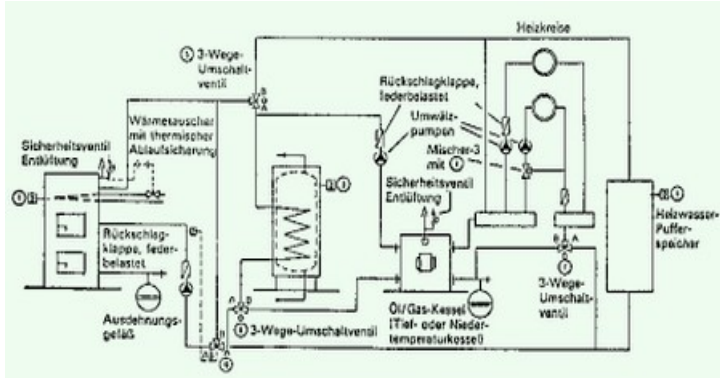 Heizkreise
3-Wege-
Umschalt-
ventil
B
A
Rückschlagklappe,
federbelastet
Umwälz-
pumpen
Mischer-3
mit
Wärmetauscher
mit thermischer
Ablaufsicherung
Sicherheitsventil
Entlüftung
Sicherheitsventil
Entlüftung
Rückschlag-
klappe, feder-
belastet
Ausdehnungs-
gefäß
3-Wege-Umschaltventil
Öl/Gas-Kessel
(Tief- oder Nieder-
temperaturkessel)
B A
3-Wege-
Umschalt-
ventil
Heizwasser-
Puffer-
speicher